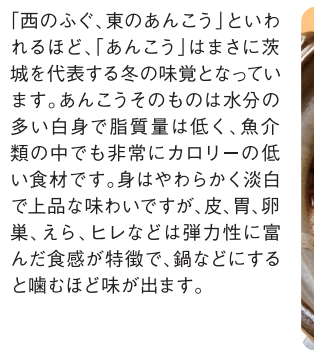 「西のふぐ、東のあんこう」といわ
れるほど、「あんこう」はまさに茨
城を代表する冬の味覚となってい
ます。あんこうそのものは水分の
多い白身で脂質量は低く、魚介
類の中でも非常にカロリーの低
い食材です。身はやわらかく淡白
で上品な味わいですが、皮、胃、卵
巣、えら、ヒレなどは弾力性に富
んだ食感が特徴で、鍋などにする
と噛むほど味が出ます。